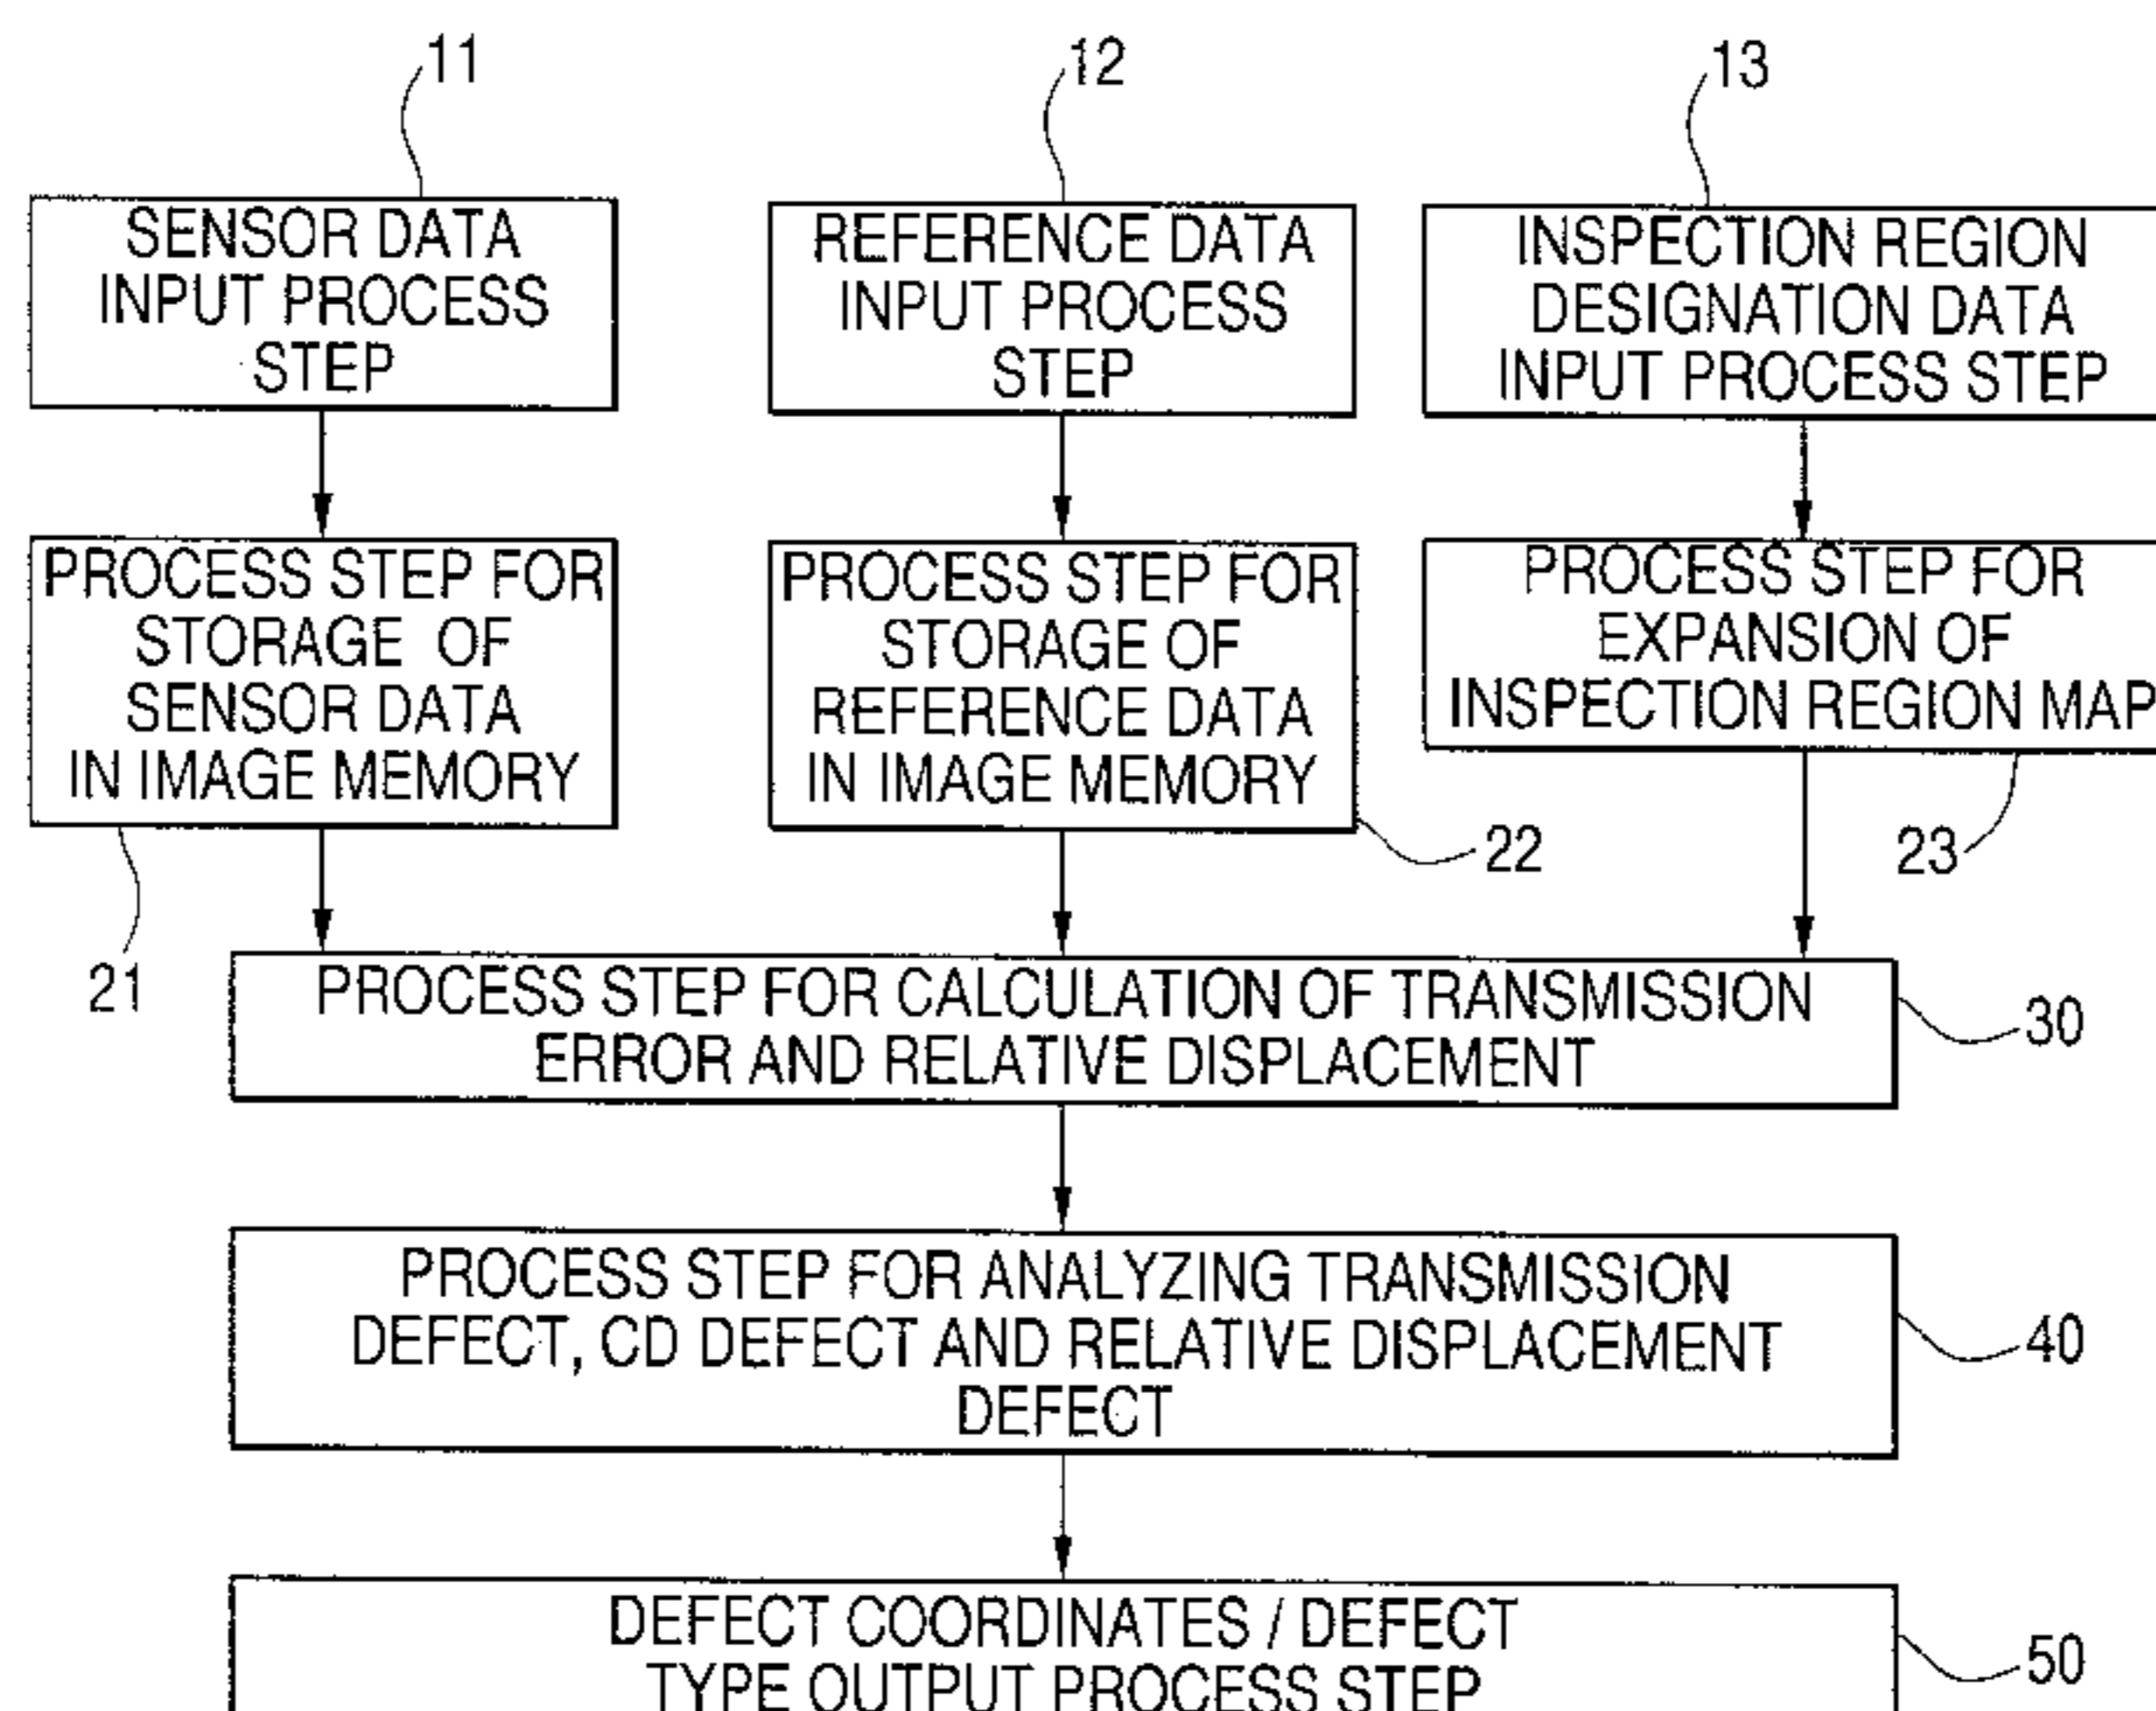 11
12
13
SENSOR DATA
INPUT PROCESS
STEP
REFERENCE DATA
INPUT PROCESS
STEP
INSPECTION REGION
DESIGNATION DATA
INPUT PROCESS STEP
PROCESS STEP FOR
STORAGE OF
SENSOR DATA
IN IMAGE MEMORY
21
PROCESS STEP FOR
STORAGE OF
REFERENCE DATA
IN IMAGE MEMORY
22
PROCESS STEP FOR
EXPANSION OF
INSPECTION REGION MAP
23
PROCESS STEP FOR CALCULATION OF TRANSMISSION
ERROR AND RELATIVE DISPLACEMENT
30
PROCESS STEP FOR ANALYZING TRANSMISSION
DEFECT, CD DEFECT AND RELATIVE DISPLACEMENT
DEFECT
40
DEFECT COORDINATES / DEFECT
TYPE OUTPUT PROCESS STEP
50